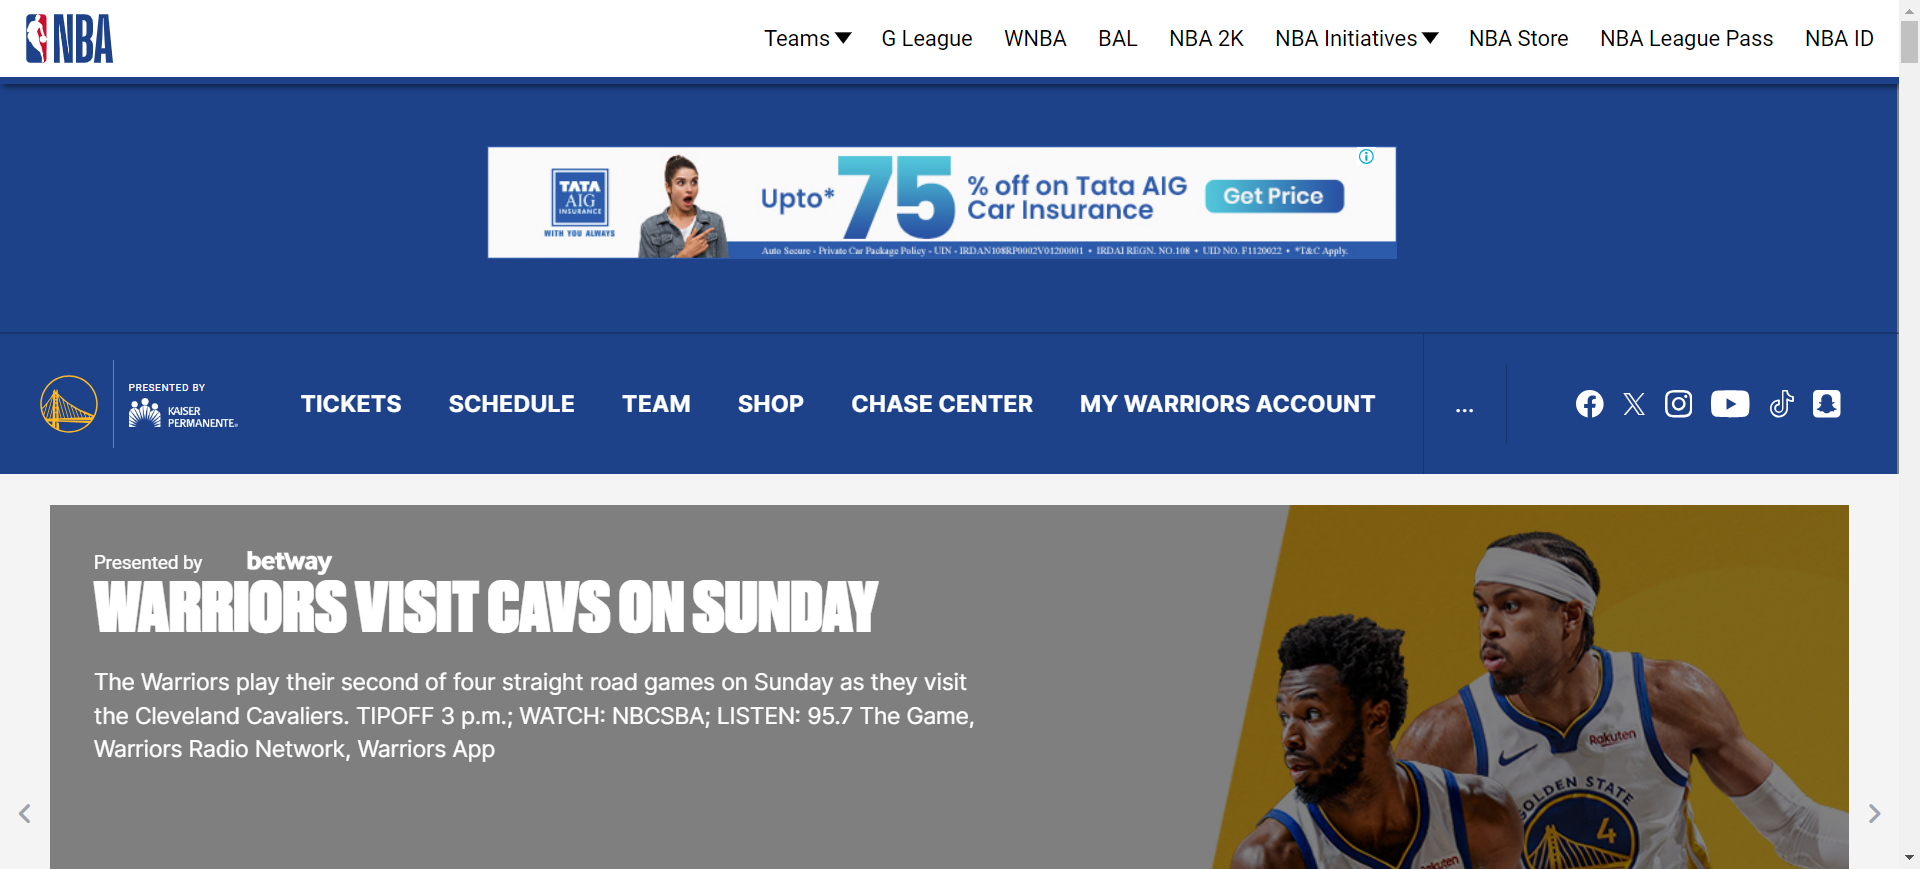 NBA
Teams G League WNBA BAL NBA 2K NBA Initiatives NBA Store NBA League Pass NBA ID
TATA
AIG
INSURANCE
WITH YOU ALWAYS
Upto* 75 % off on Tata AIG
Car Insurance
Get Price
Auto Secure - Private Car Package Policy - UIN - IRDAN108RP0002V01200001 • IRDAI REGN. NO.108 • UID NO. F1120022 • *T&C Apply.
PRESENTED BY
KAISER
PERMANENTE®
TICKETS SCHEDULE TEAM SHOP CHASE CENTER MY WARRIORS ACCOUNT ...
Presented by betway
WARRIORS VISIT CAVS ON SUNDAY
The Warriors play their second of four straight road games on Sunday as they visit
the Cleveland Cavaliers. TIPOFF 3 p.m.; WATCH: NBCSBA; LISTEN: 95.7 The Game,
Warriors Radio Network, Warriors App
Rakuten
GOLDEN STATE
4
Rakuten